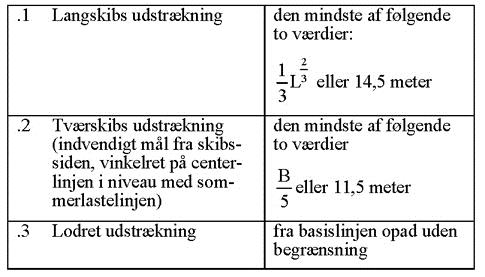 .1 Langskibs udstrækning
den mindste af følgende
to værdier:
1/3 L^2/3 eller 14,5 meter
.2 Tværskibs udstrækning
(indvendigt mål fra skibs-
siden, vinkelret på center-
linjen i niveau med som-
merlastelinjen)
den mindste af følgende
to værdier
B/5 eller 11,5 meter
.3 Lodret udstrækning
fra basislinjen opad uden
begrænsning